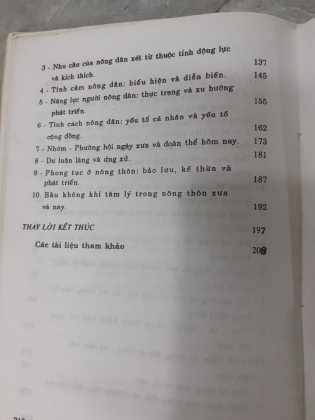 3 - Nhu cầu của nông dân xét từ thuộc tính động lực
và kích thích. 137
4 - Tình cảm nông dân: biểu hiện và diễn biến. 145
5 - Năng lực người nông dân: thực trạng và xu hướng
phát triển. 155
6 - Tính cách nông dân: yếu tố cá nhân và yếu tố
cộng đồng. 162
7 - Nhóm - Phường hội ngày xưa và đoàn thể hôm nay. 173
8 - Dư luận làng và ứng xử. 181
9 - Phong tục ở nông thôn: bảo lưu, kế thừa và
phát triển. 187
10. Bầu không khí tâm lý trong nông thôn xưa
và nay. 192
THAY LỜI KẾT THÚC 197
Các tài liệu tham khảo 208